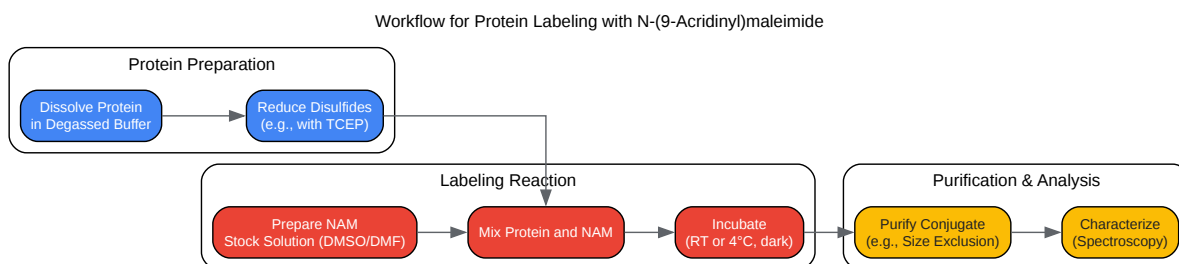 Workflow for Protein Labeling with N-(9-Acridinyl)maleimide
Protein Preparation
Dissolve Protein
in Degassed Buffer
Reduce Disulfides
(e.g., with TCEP)
Labeling Reaction
Prepare NAM
Stock Solution (DMSO/DMF)
Mix Protein and NAM
Incubate
(RT or 4°C, dark)
Purification & Analysis
Purify Conjugate
(e.g., Size Exclusion)
Characterize
(Spectroscopy)